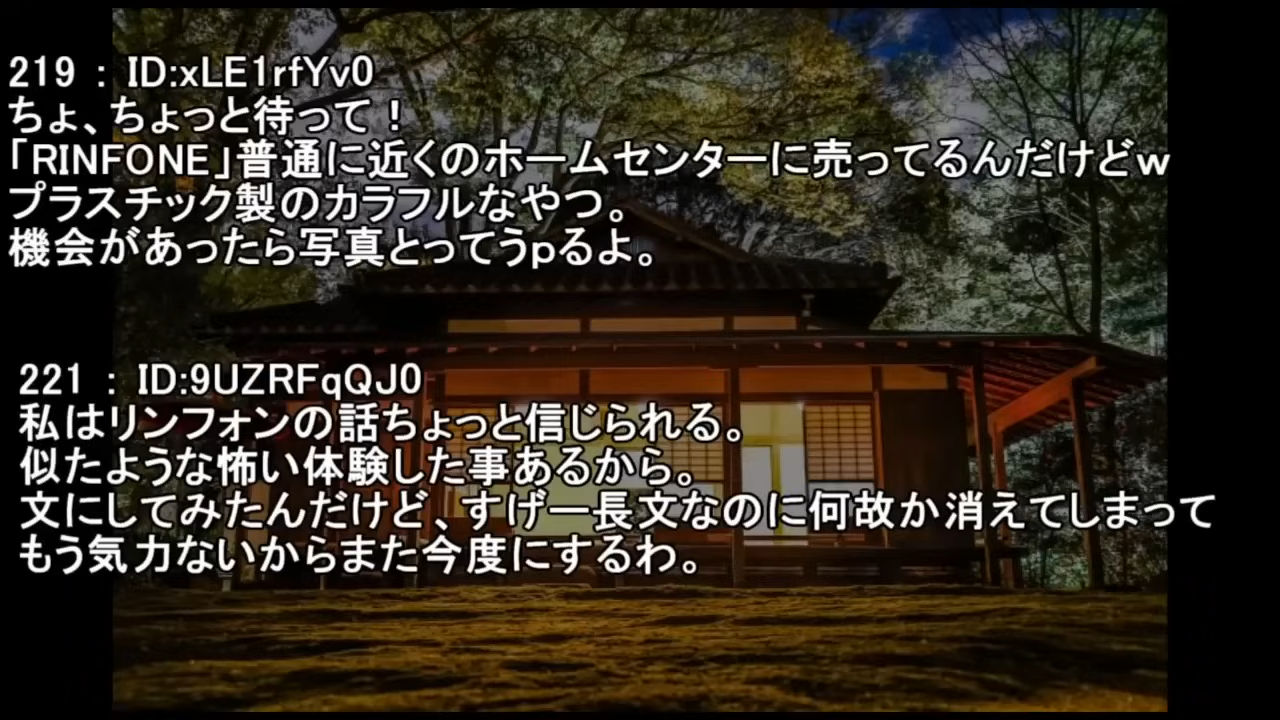 219 : ID:xLE1rfYv0
ちょ、ちょっと待って！
「RINFONE」普通に近くのホームセンターに売ってるんだけどｗ
プラスチック製のカラフルなやつ。
機会があったら写真とってうpるよ。
221 : ID:9UZRFqQJ0
私はリンフォンの話ちょっと信じられる。
似たような怖い体験した事あるから。
文にしてみたんだけど、すげー長文なのに何故か消えてしまって
もう気力ないからまた今度にするわ。